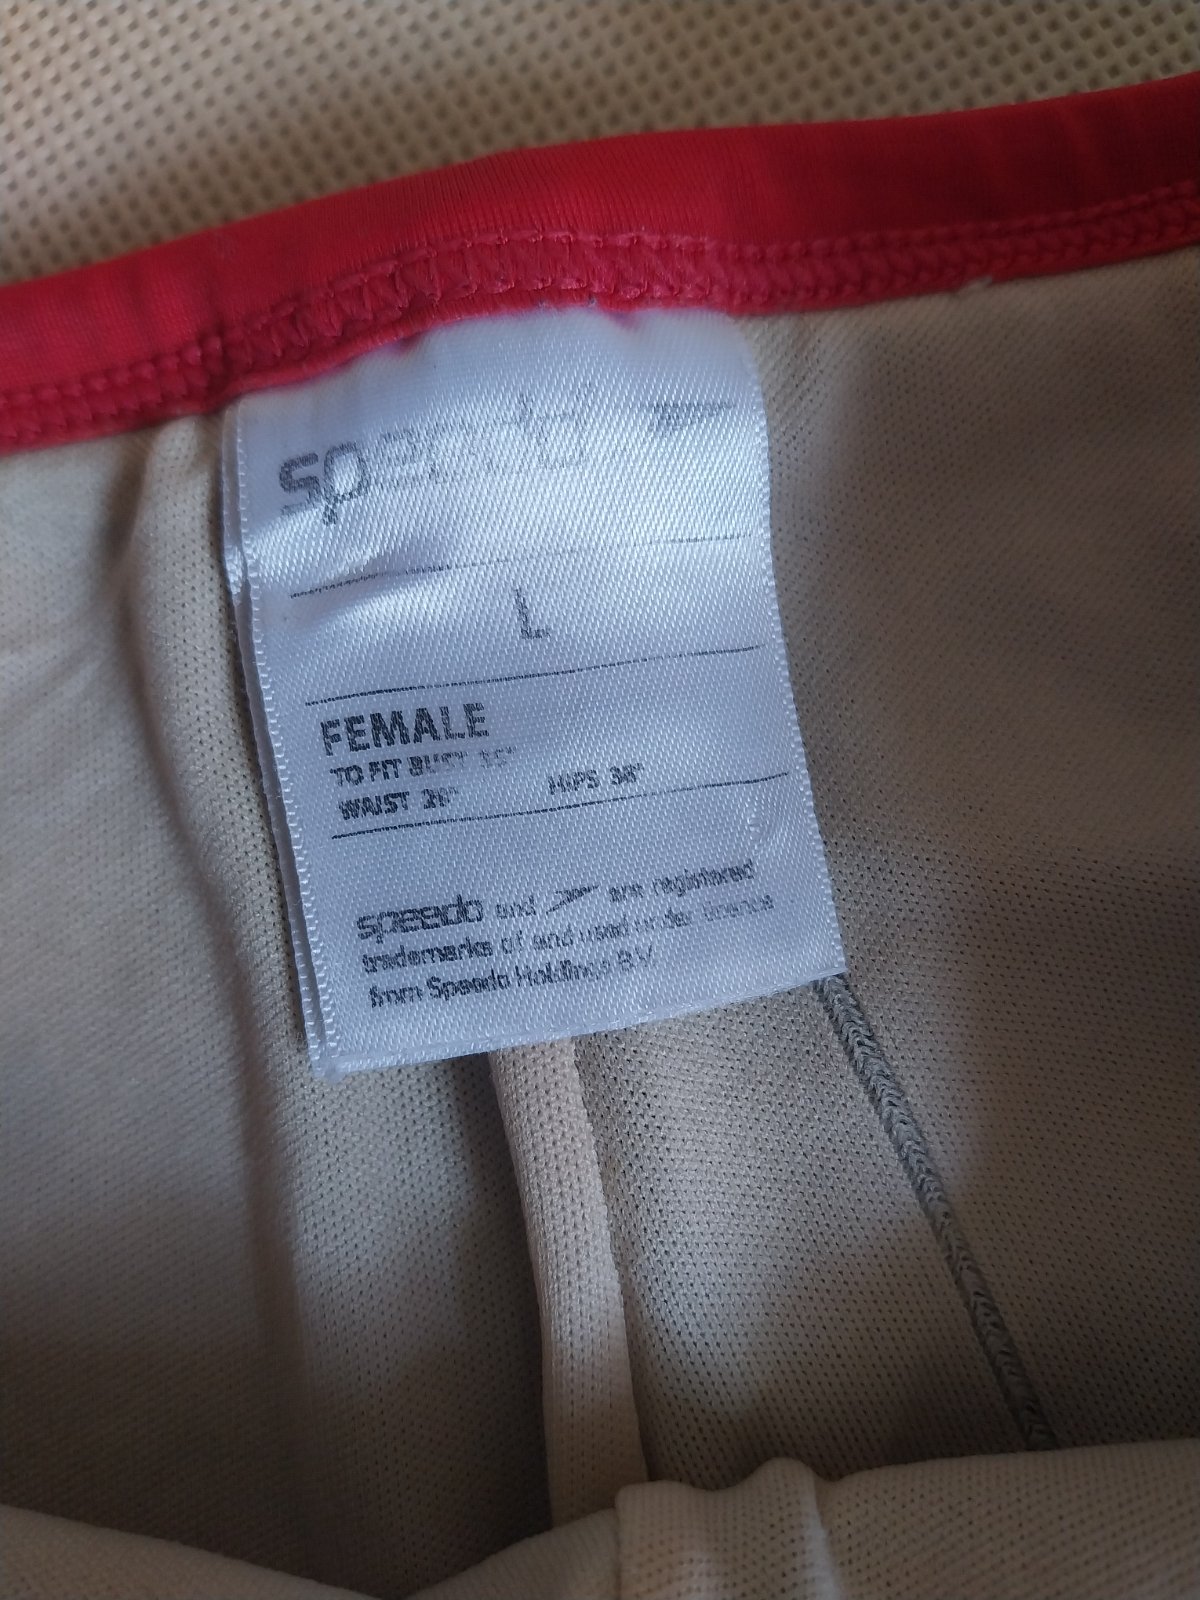 speedo
L
FEMALE
TO FIT BUST
WAIST HIPS
speedo and are registered
trademarks of and used under licence
from Speedo Holdings B.V.